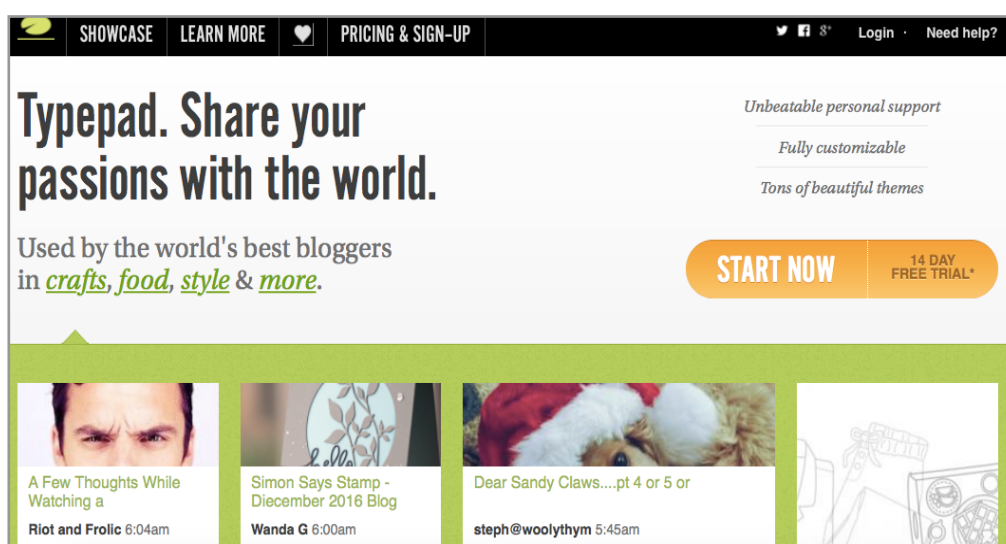 SHOWCASE LEARN MORE PRICING & SIGN-UP Login · Need help?
Typepad. Share your
passions with the world.
Used by the world's best bloggers
in crafts, food, style & more.
Unbeatable personal support
Fully customizable
Tons of beautiful themes
START NOW
14 DAY
FREE TRIAL*
hello
A Few Thoughts While
Watching a
Riot and Frolic 6:04am
Simon Says Stamp -
Diecember 2016 Blog
Wanda G 6:00am
Dear Sandy Claws....pt 4 or 5 or
steph@woolythym 5:45am